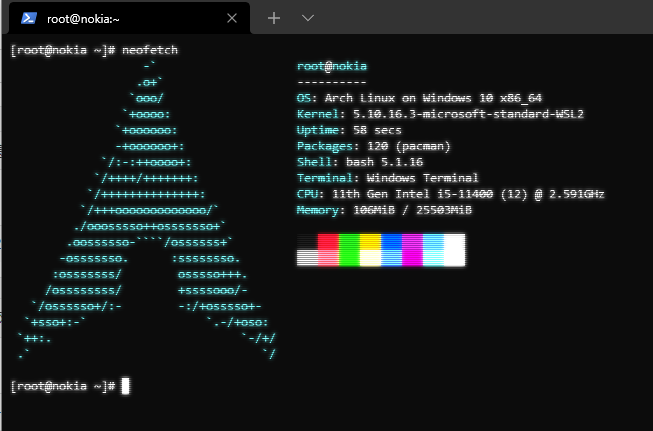 root@nokia:~
[root@nokia ~]# neofetch
-`
.o+`
`ooo/
`+oooo:
`+oooooo:
-+oooooo+:
`/:-:++oooo+:
`/++++/+++++++:
`/++++++++++++++:
`/+++ooooooooooooo/`
./ooosssso++osssssso+`
.oossssso-````/ossssss+`
-osssssso.      :ssssssso.
:osssssss/        osssso+++.
/ossssssss/        +ssssooo/-
`/ossssso+/:-        -:/+osssso+-
`+sso+:-`                 `.-/+oso:
`++:.                           `-/+/
.`                                 `/
root@nokia
----------
OS: Arch Linux on Windows 10 x86_64
Kernel: 5.10.16.3-microsoft-standard-WSL2
Uptime: 58 secs
Packages: 120 (pacman)
Shell: bash 5.1.16
Terminal: Windows Terminal
CPU: 11th Gen Intel i5-11400 (12) @ 2.591GHz
Memory: 106MiB / 25503MiB
[root@nokia ~]#